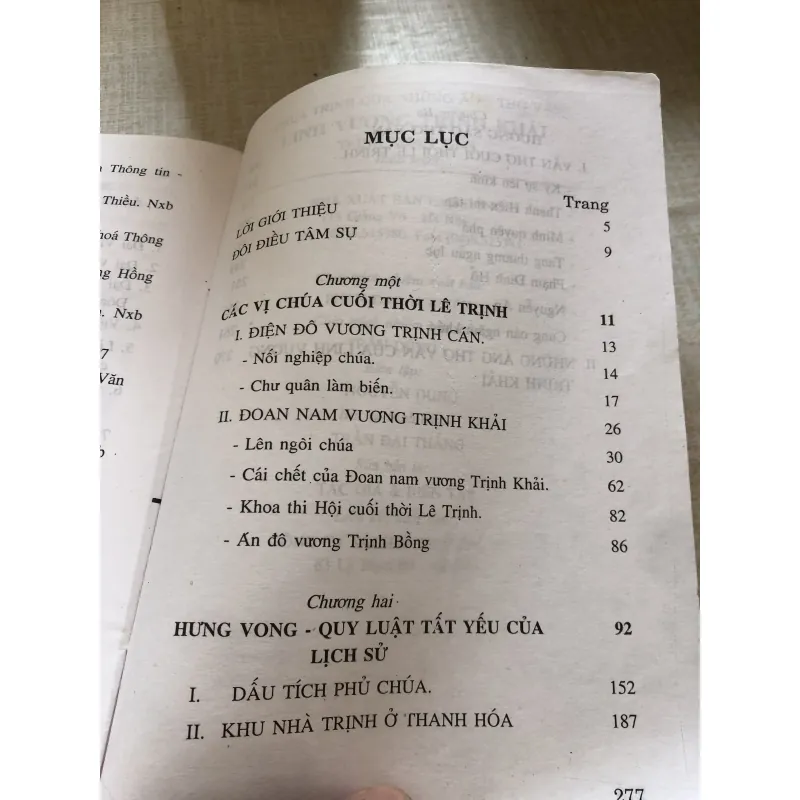 n Thông tin -
Thiều. Nxb
hoá Thông
ng Hồng
n. Nxb
7
Văn
b
MỤC LỤC
Trang
LỜI GIỚI THIỆU 5
ĐÔI ĐIỀU TÂM SỰ 9
Chương một
CÁC VỊ CHÚA CUỐI THỜI LÊ TRỊNH 11
I. ĐIỆN ĐÔ VƯƠNG TRỊNH CÁN. 13
- Nối nghiệp chúa. 14
- Chư quân làm biến. 17
II. ĐOAN NAM VƯƠNG TRỊNH KHẢI 26
- Lên ngôi chúa 30
- Cái chết của Đoan nam vương Trịnh Khải. 62
- Khoa thi Hội cuối thời Lê Trịnh. 82
- Án đô vương Trịnh Bồng 86
Chương hai
HƯNG VONG - QUY LUẬT TẤT YẾU CỦA 92
LỊCH SỬ
I. DẤU TÍCH PHỦ CHÚA. 152
II. KHU NHÀ TRỊNH Ở THANH HÓA 187
277